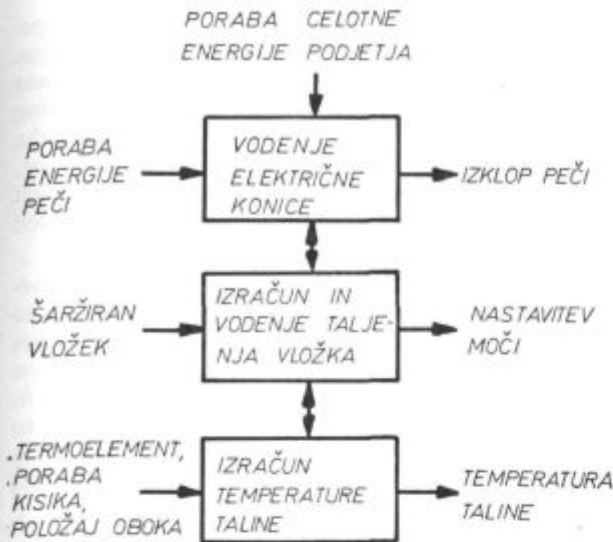 PORABA CELOTNE
ENERGIJE PODJETJA
PORABA
ENERGIJE
PEČI
VODENJE
ELEKTRIČNE
KONICE
IZKLOP PEČI
ŠARŽIRAN
VLOŽEK
IZRAČUN IN
VODENJE TALJE-
NJA VLOŽKA
NASTAVITEV
MOČI
.TERMOELEMENT,
.PORABA
KISIKA,
POLOŽAJ OBOKA
IZRAČUN
TEMPERATURE
TALINE
TEMPERATURA
TALINE